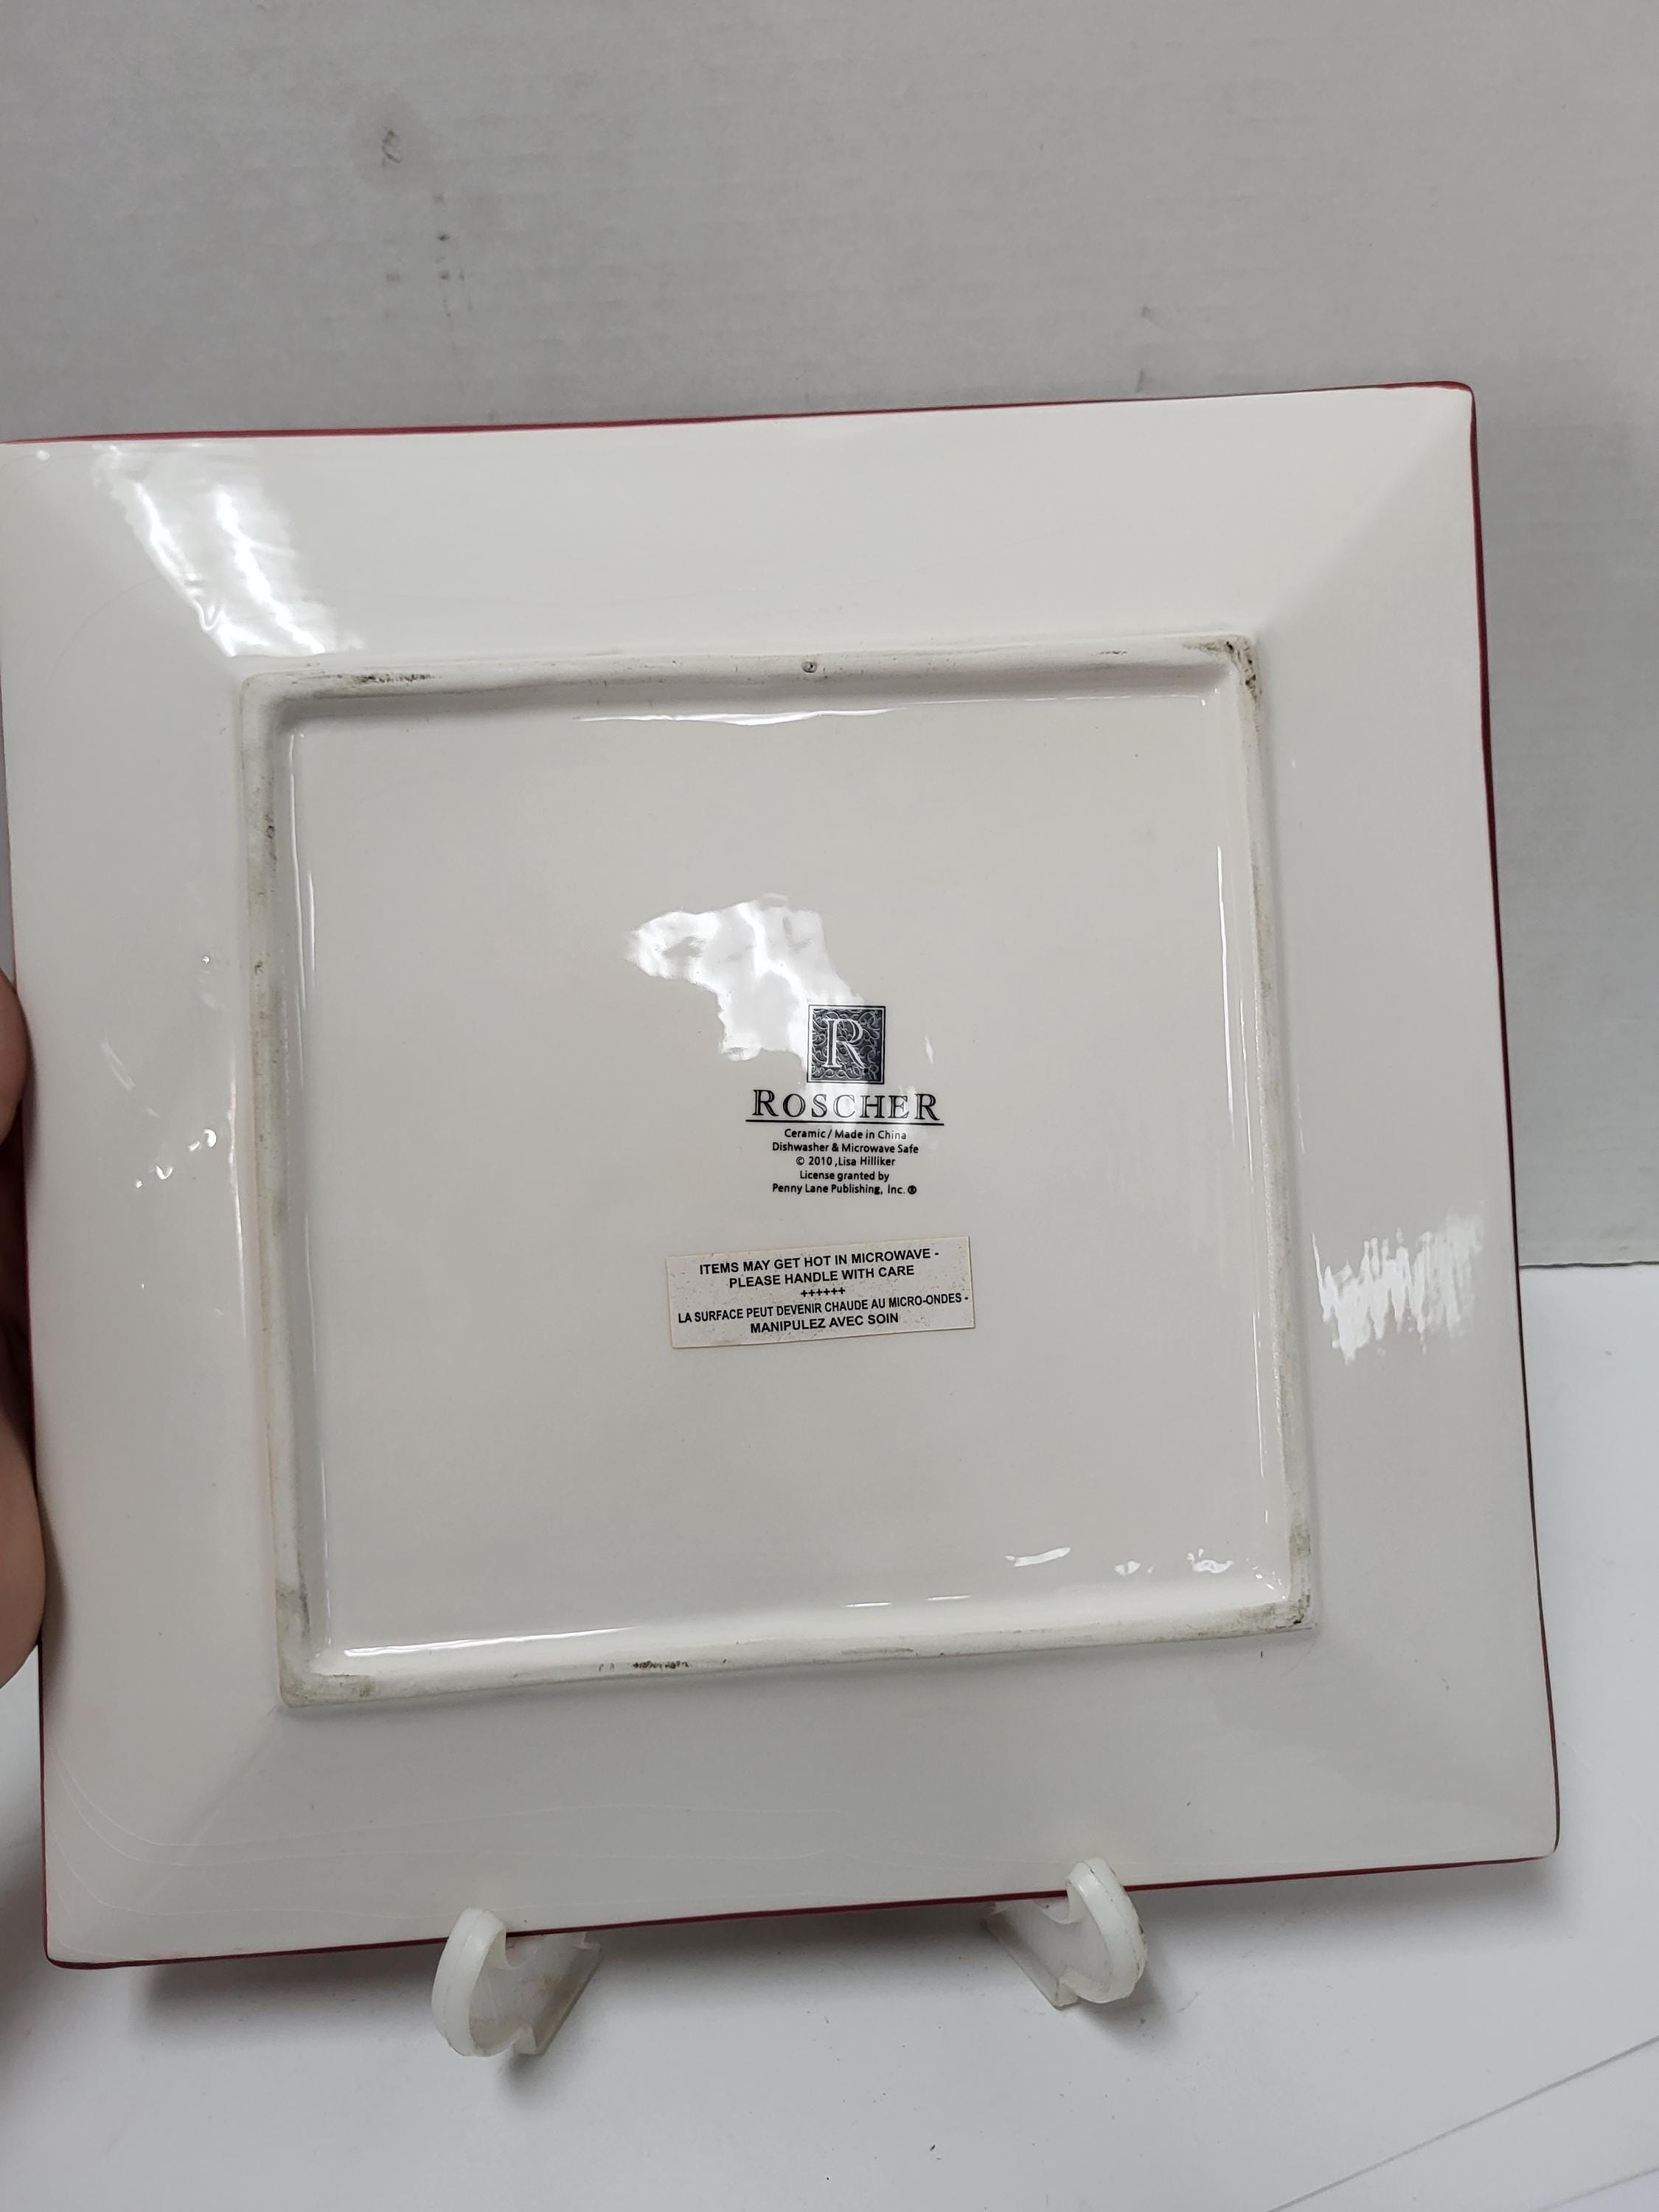 R
ROSCHER
Ceramic / Made in China
Dishwasher & Microwave Safe
© 2010 ,Lisa Hilliker
License granted by
Penny Lane Publishing, Inc. ®
ITEMS MAY GET HOT IN MICROWAVE -
PLEASE HANDLE WITH CARE
++++++
LA SURFACE PEUT DEVENIR CHAUDE AU MICRO-ONDES -
MANIPULEZ AVEC SOIN